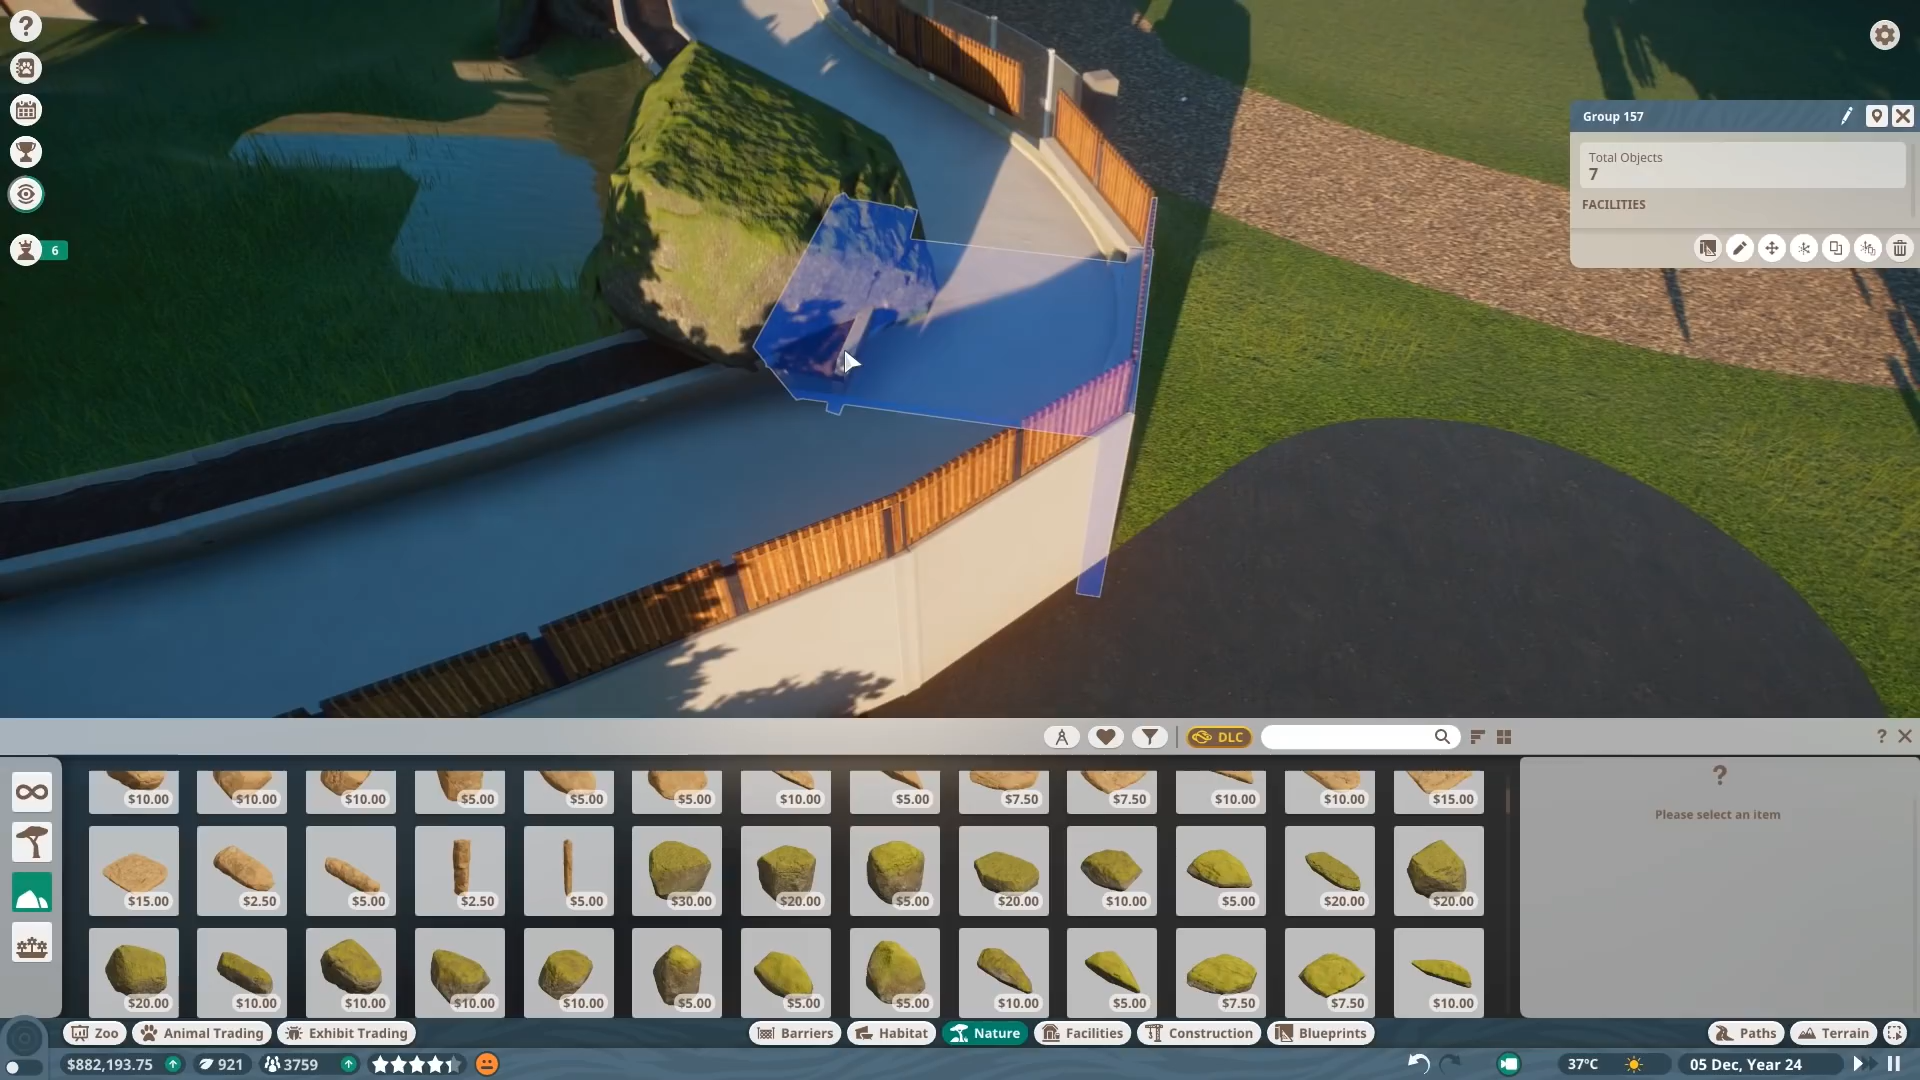 ?
6
Group 157
Total Objects
7
FACILITIES
DLC
?
$10.00 $10.00 $10.00 $5.00 $5.00 $5.00 $10.00 $5.00 $7.50 $7.50 $10.00 $10.00 $15.00
$15.00 $2.50 $5.00 $2.50 $5.00 $30.00 $20.00 $5.00 $20.00 $10.00 $5.00 $20.00 $20.00
$20.00 $10.00 $10.00 $10.00 $10.00 $5.00 $5.00 $5.00 $10.00 $5.00 $7.50 $7.50 $10.00
?
Please select an item
Zoo Animal Trading Exhibit Trading Barriers Habitat Nature Facilities Construction Blueprints Paths Terrain
$882,193.75 921 3759 37°C 05 Dec, Year 24